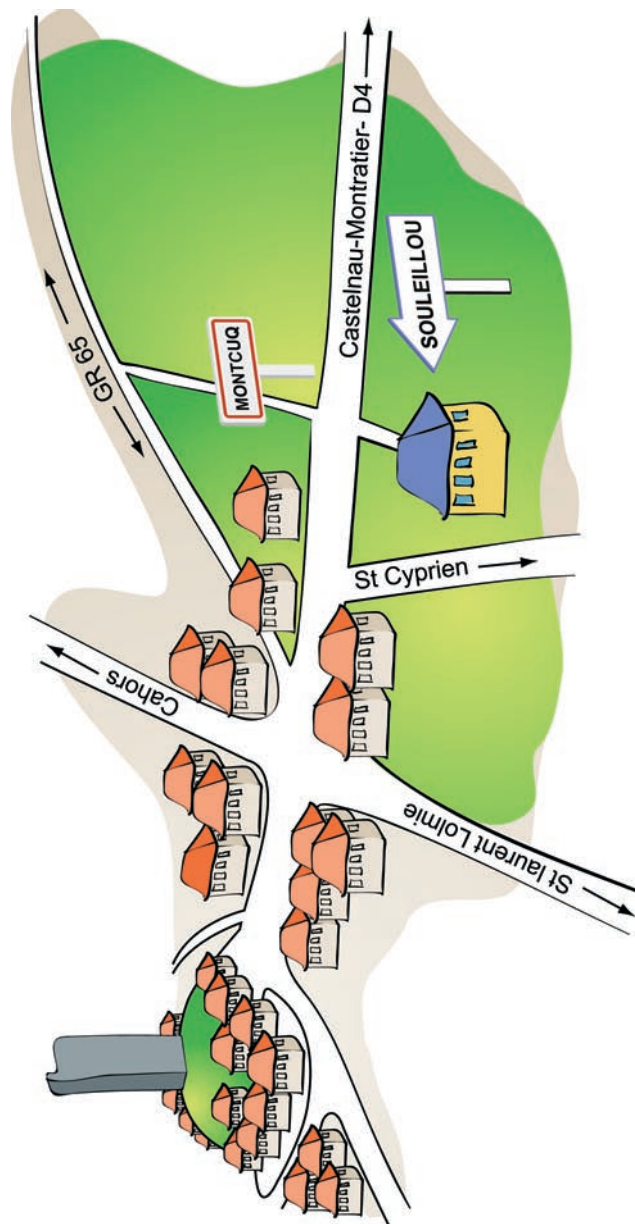 GR 65
Castelnau-Montratier- D4
MONTCUQ
SOULEILLOU
St Cyprien
Cahors
St laurent Lolmie